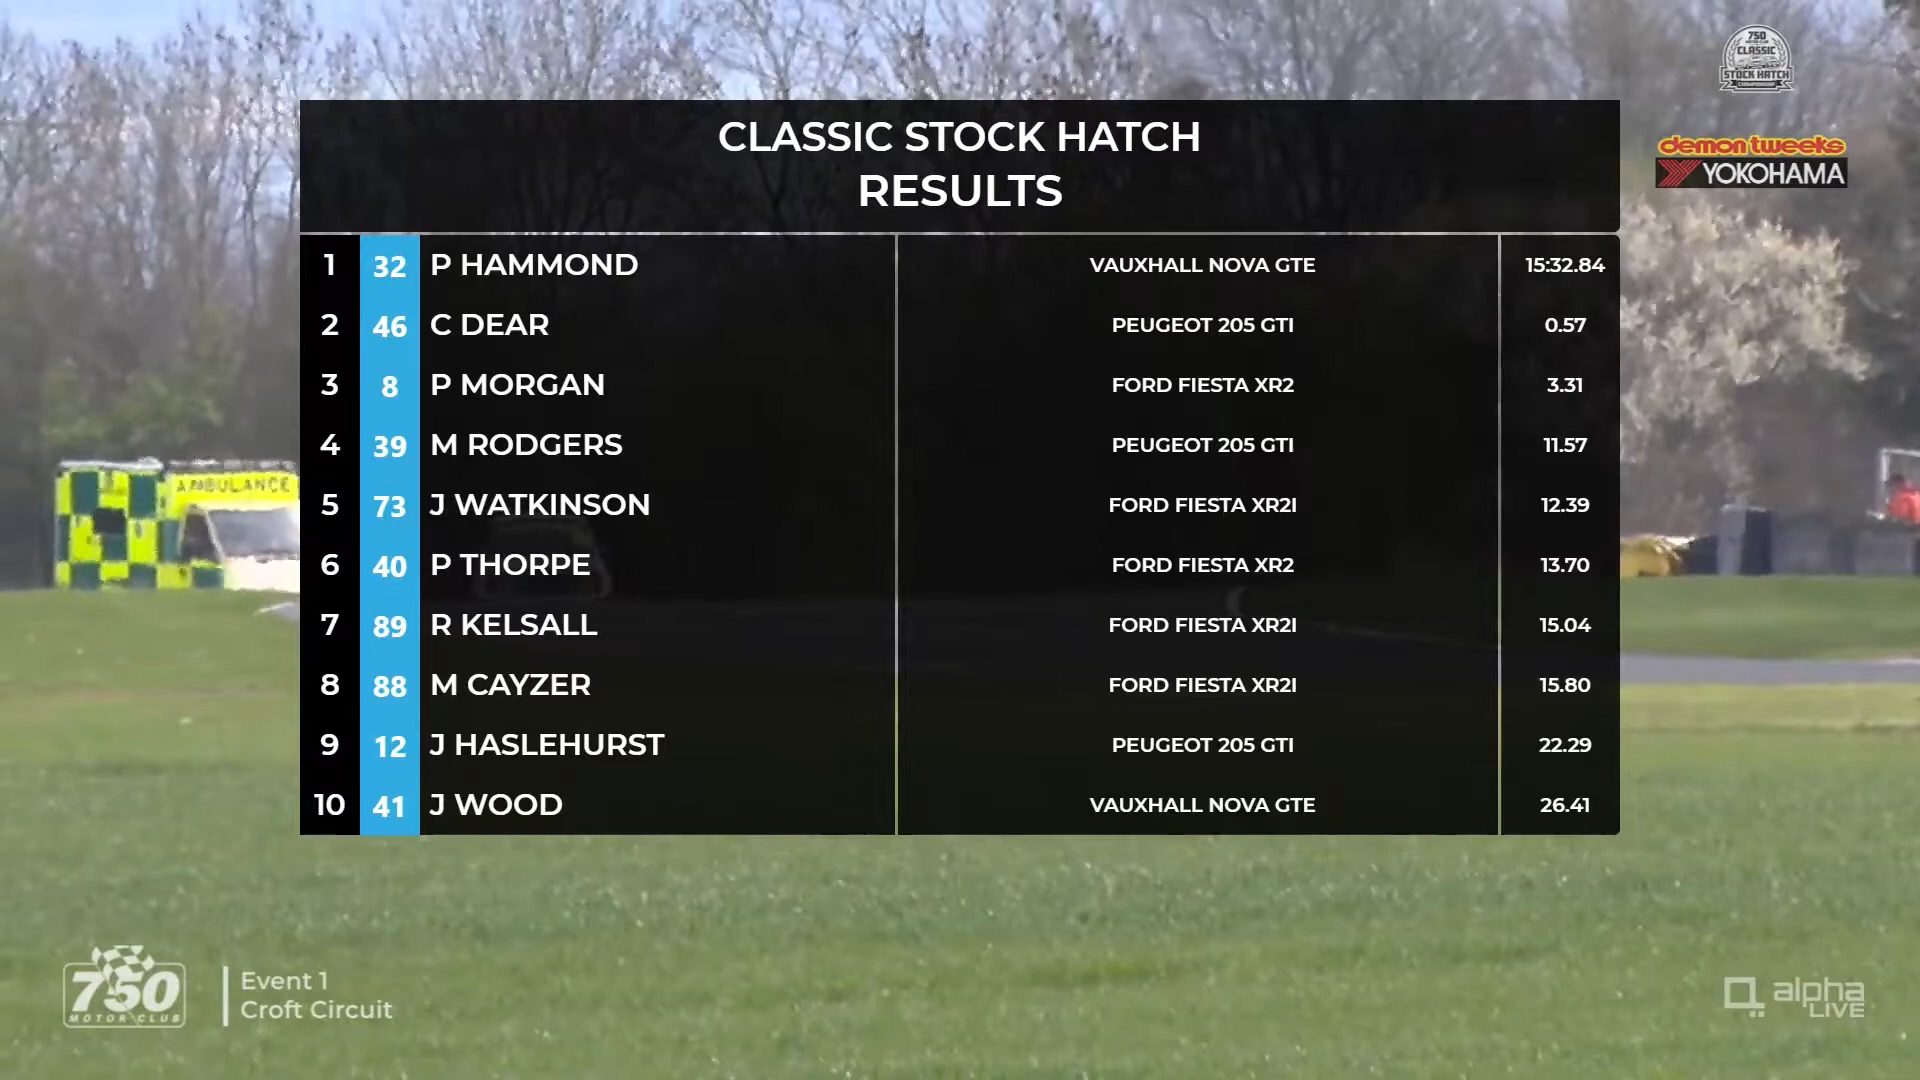 750
MOTOR CLUB
CLASSIC
STOCK HATCH
CHAMPIONSHIP
demon tweeks
YOKOHAMA
CLASSIC STOCK HATCH
RESULTS
1 32 P HAMMOND VAUXHALL NOVA GTE 15:32.84
2 46 C DEAR PEUGEOT 205 GTI 0.57
3 8 P MORGAN FORD FIESTA XR2 3.31
4 39 M RODGERS PEUGEOT 205 GTI 11.57
5 73 J WATKINSON FORD FIESTA XR2I 12.39
6 40 P THORPE FORD FIESTA XR2 13.70
7 89 R KELSALL FORD FIESTA XR2I 15.04
8 88 M CAYZER FORD FIESTA XR2I 15.80
9 12 J HASLEHURST PEUGEOT 205 GTI 22.29
10 41 J WOOD VAUXHALL NOVA GTE 26.41
AMBULANCE
750
MOTOR CLUB
Event 1
Croft Circuit
alpha
LIVE